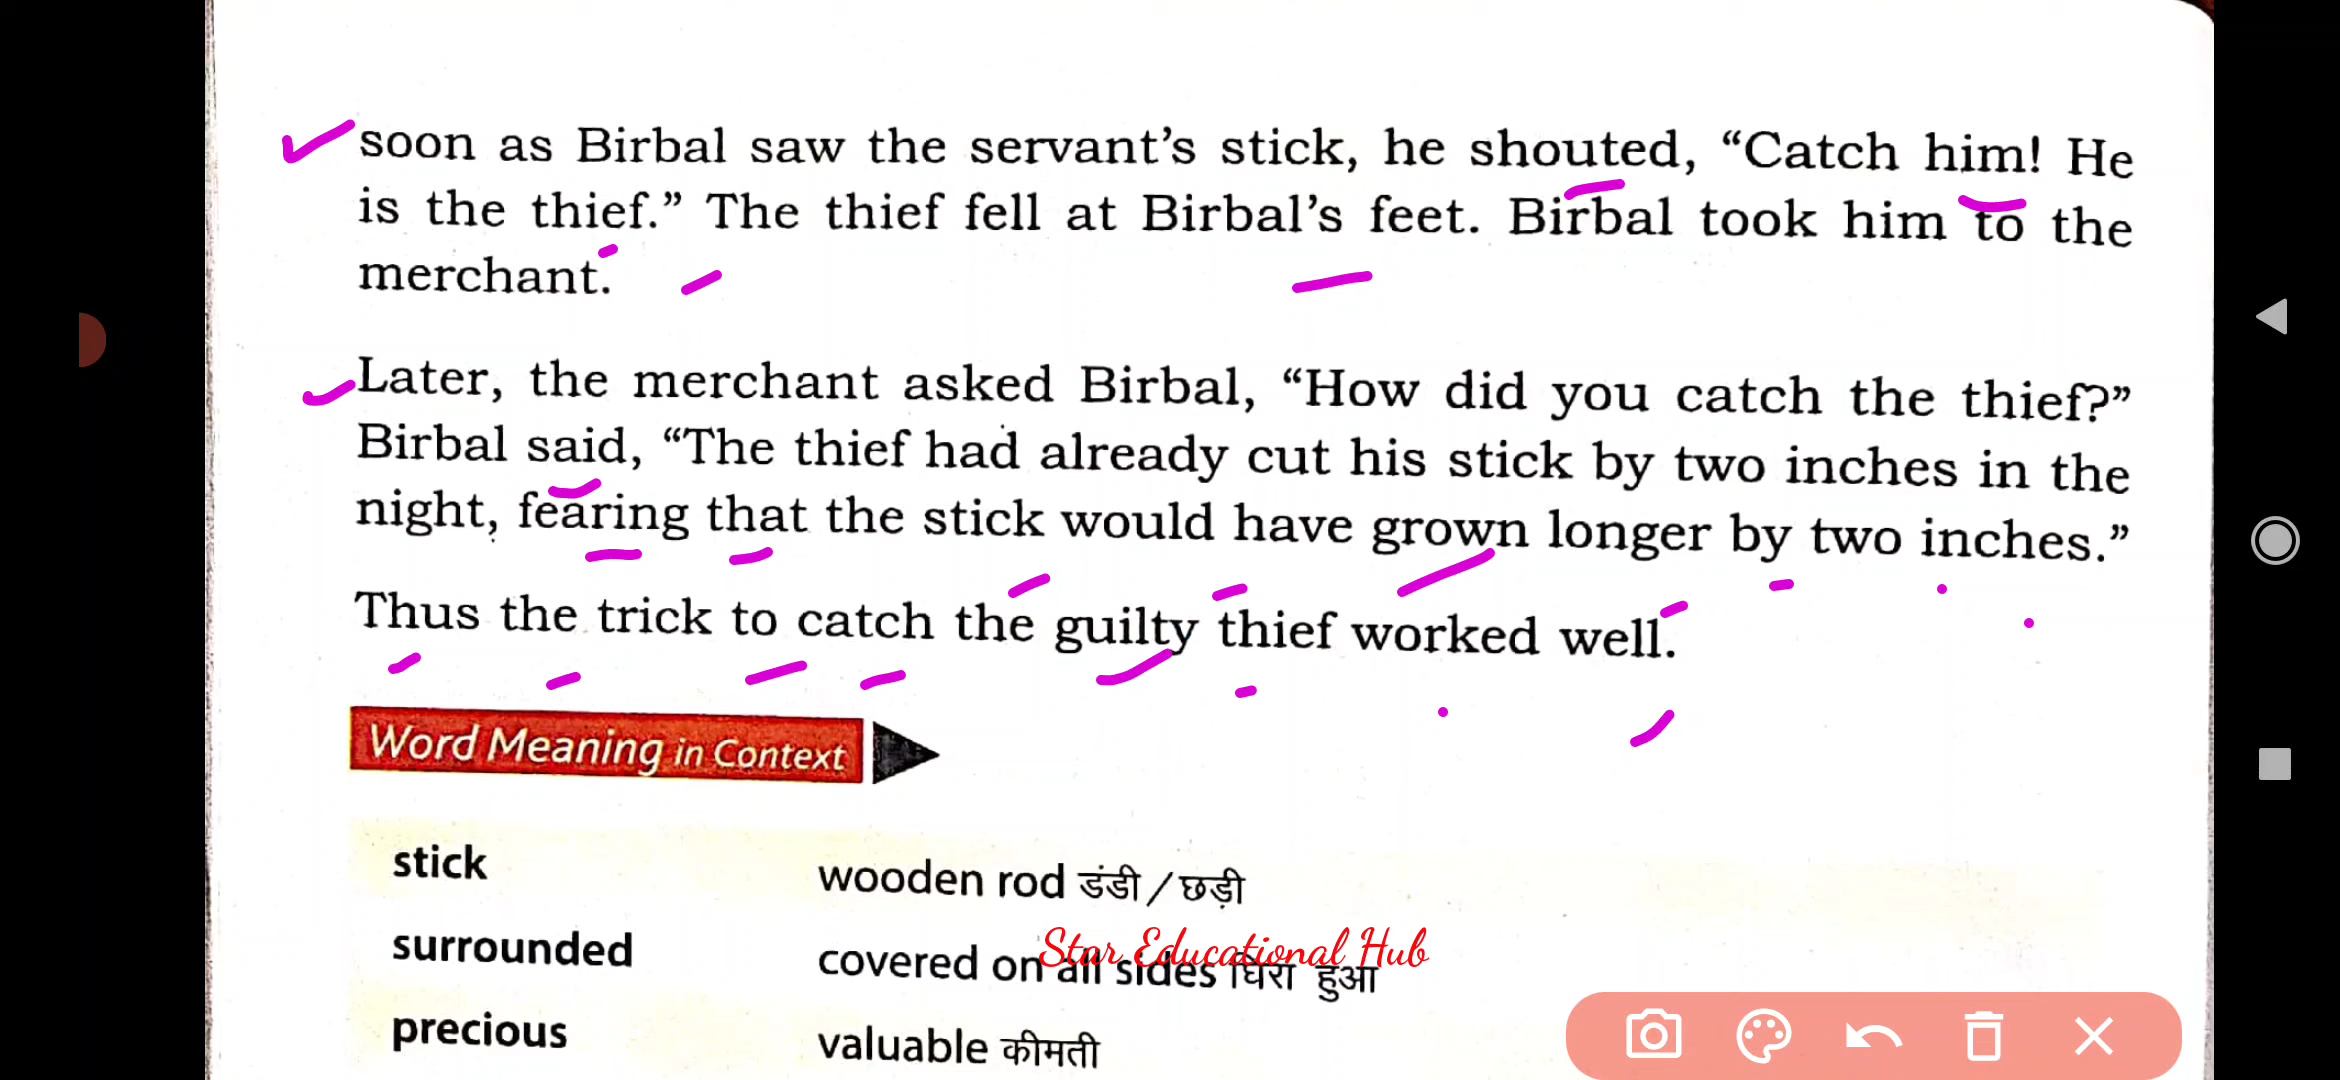 soon as Birbal saw the servant’s stick, he shouted, “Catch him! He
is the thief.” The thief fell at Birbal’s feet. Birbal took him to the
merchant.
Later, the merchant asked Birbal, “How did you catch the thief?”
Birbal said, “The thief had already cut his stick by two inches in the
night, fearing that the stick would have grown longer by two inches.”
Thus the trick to catch the guilty thief worked well.
Word Meaning in Context
stick wooden rod डंडी / छड़ी
surrounded covered on all sides घिरा हुआ
Star Educational Hub
precious valuable कीमती